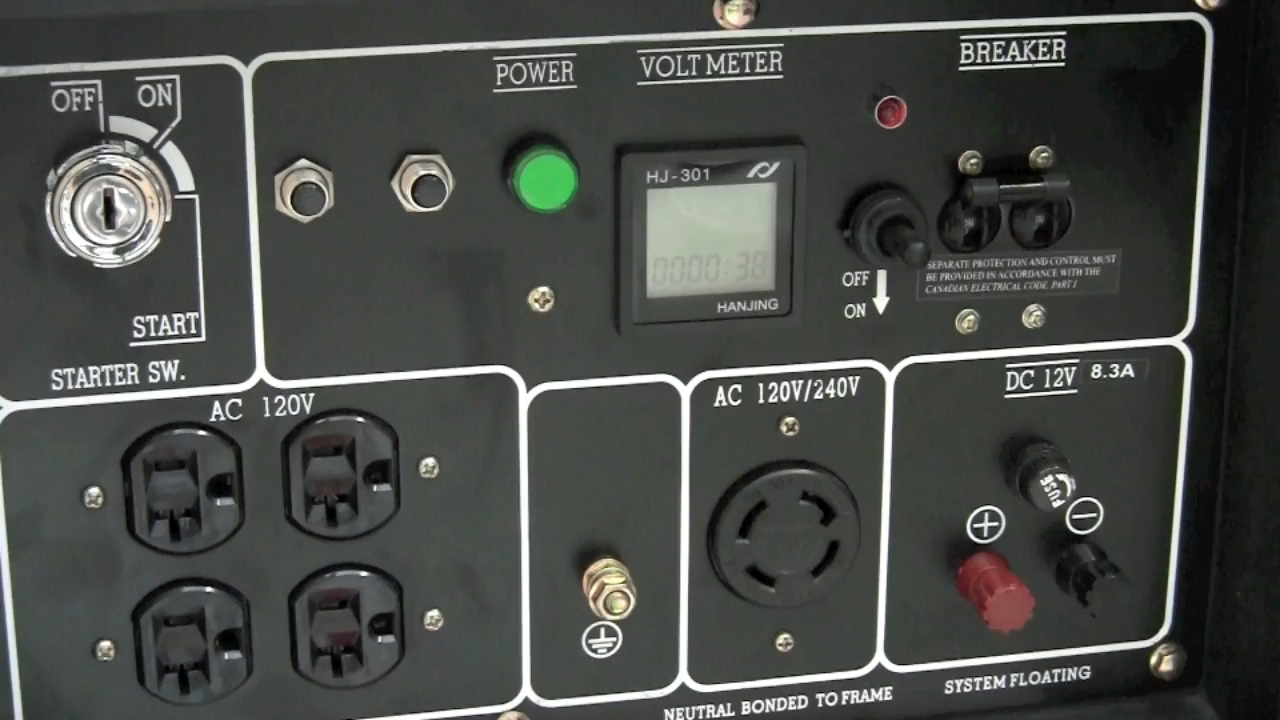 OFF ON
START
STARTER SW.
POWER
VOLT METER
BREAKER
HJ-301
0000:38
HANJING
OFF
ON
SEPARATE PROTECTION AND CONTROL MUST
BE PROVIDED IN ACCORDANCE WITH THE
CANADIAN ELECTRICAL CODE, PART I
AC 120V
AC 120V/240V
DC 12V 8.3A
FUSE
+ −
NEUTRAL BONDED TO FRAME
SYSTEM FLOATING